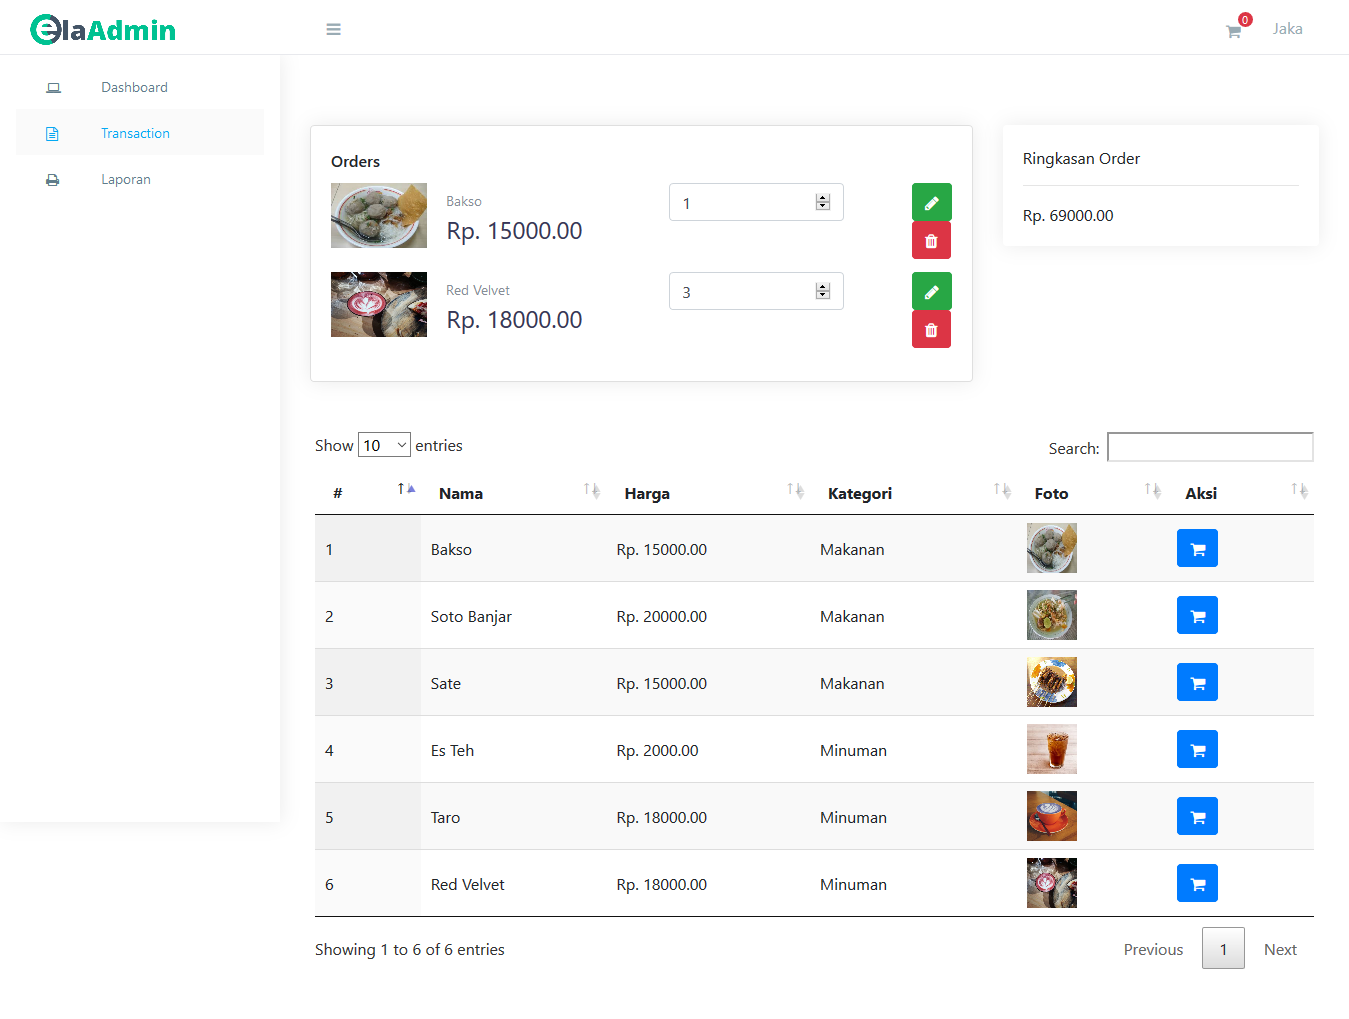 elaAdmin
0
Jaka
Dashboard
Transaction
Laporan
Orders
Bakso
Rp. 15000.00
1
Red Velvet
Rp. 18000.00
3
Ringkasan Order
Rp. 69000.00
Show 10 entries
Search:
# Nama Harga Kategori Foto Aksi
1 Bakso Rp. 15000.00 Makanan
2 Soto Banjar Rp. 20000.00 Makanan
3 Sate Rp. 15000.00 Makanan
4 Es Teh Rp. 2000.00 Minuman
5 Taro Rp. 18000.00 Minuman
6 Red Velvet Rp. 18000.00 Minuman
Showing 1 to 6 of 6 entries
Previous 1 Next